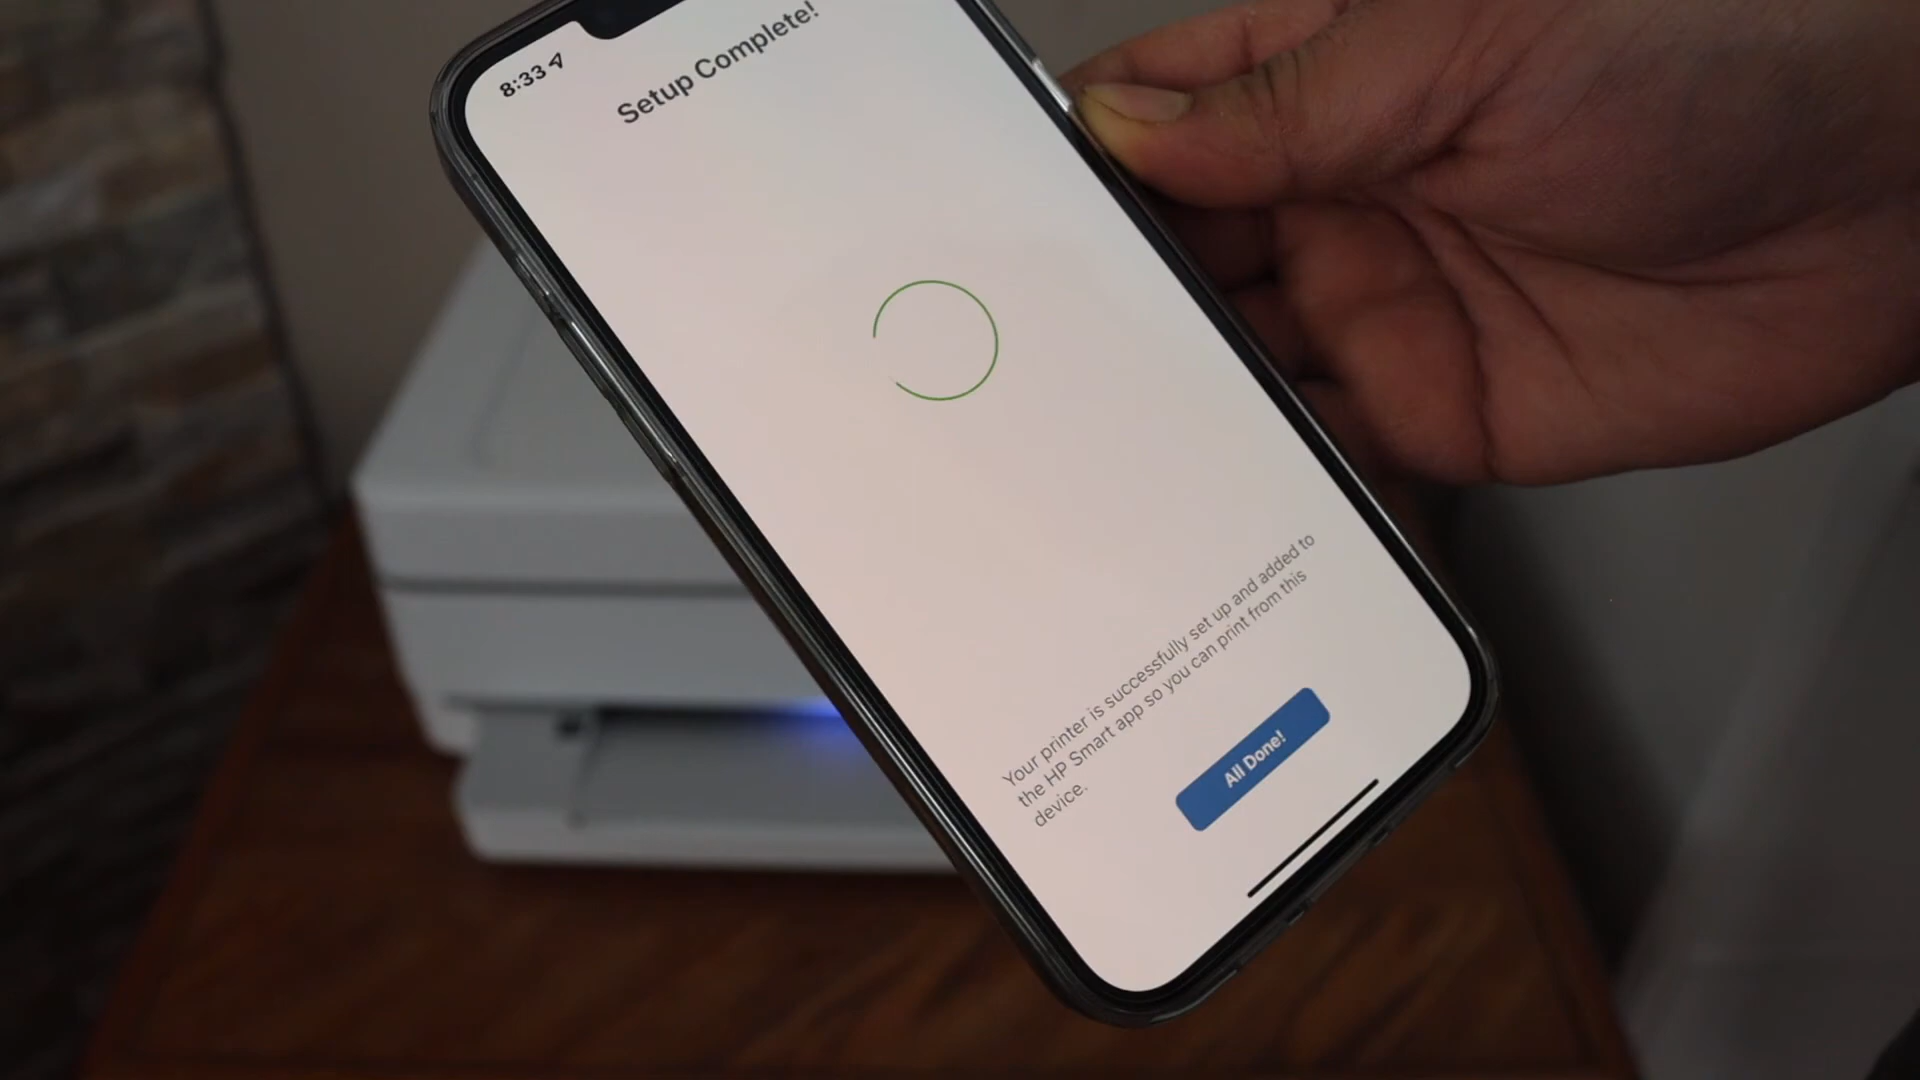 8:33
Setup Complete!
Your printer is successfully set up and added to
the HP Smart app so you can print from this
device.
All Done!